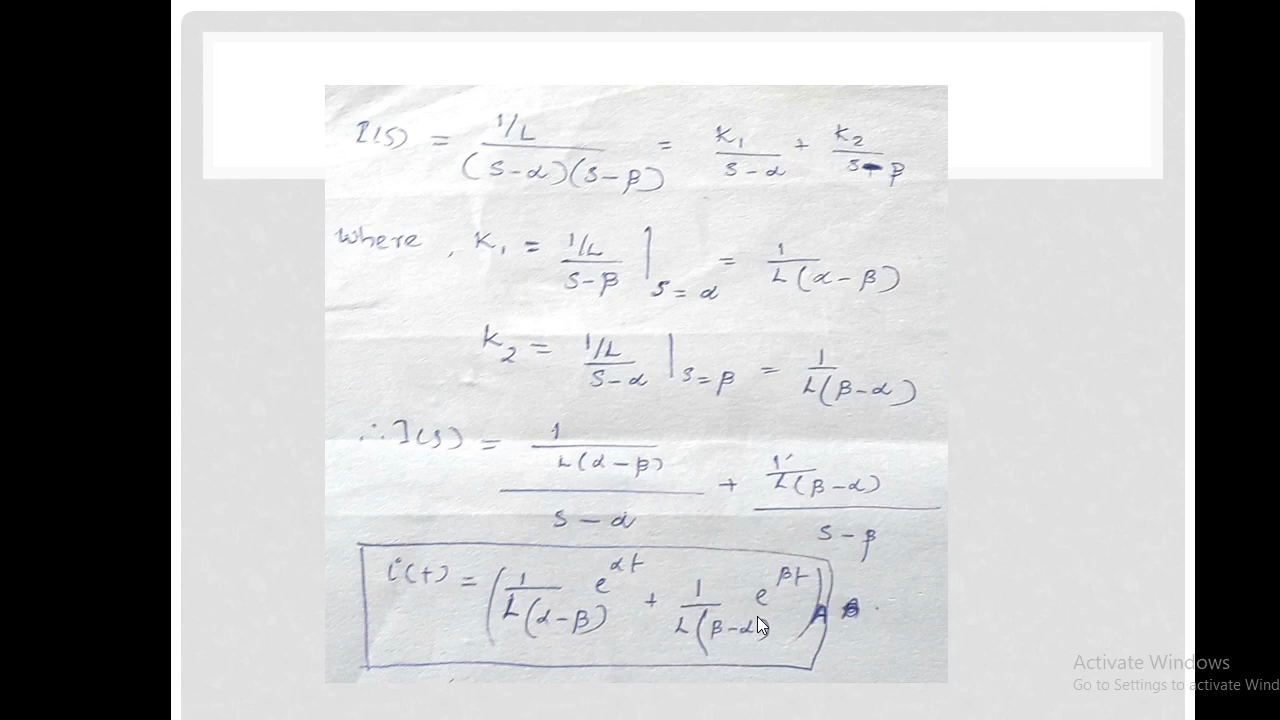 I(S) = 1/L / (S-α)(S-β) = K1 / S-α + K2 / S-β
where, K1 = 1/L / S-β | S=α = 1 / L(α-β)
K2 = 1/L / S-α | S=β = 1 / L(β-α)
∴ I(S) = 1 / L(α-β) / S-α + 1 / L(β-α) / S-β
i(t) = (1 / L(α-β) e^αt + 1 / L(β-α) e^βt) A
Activate Windows
Go to Settings to activate Wind